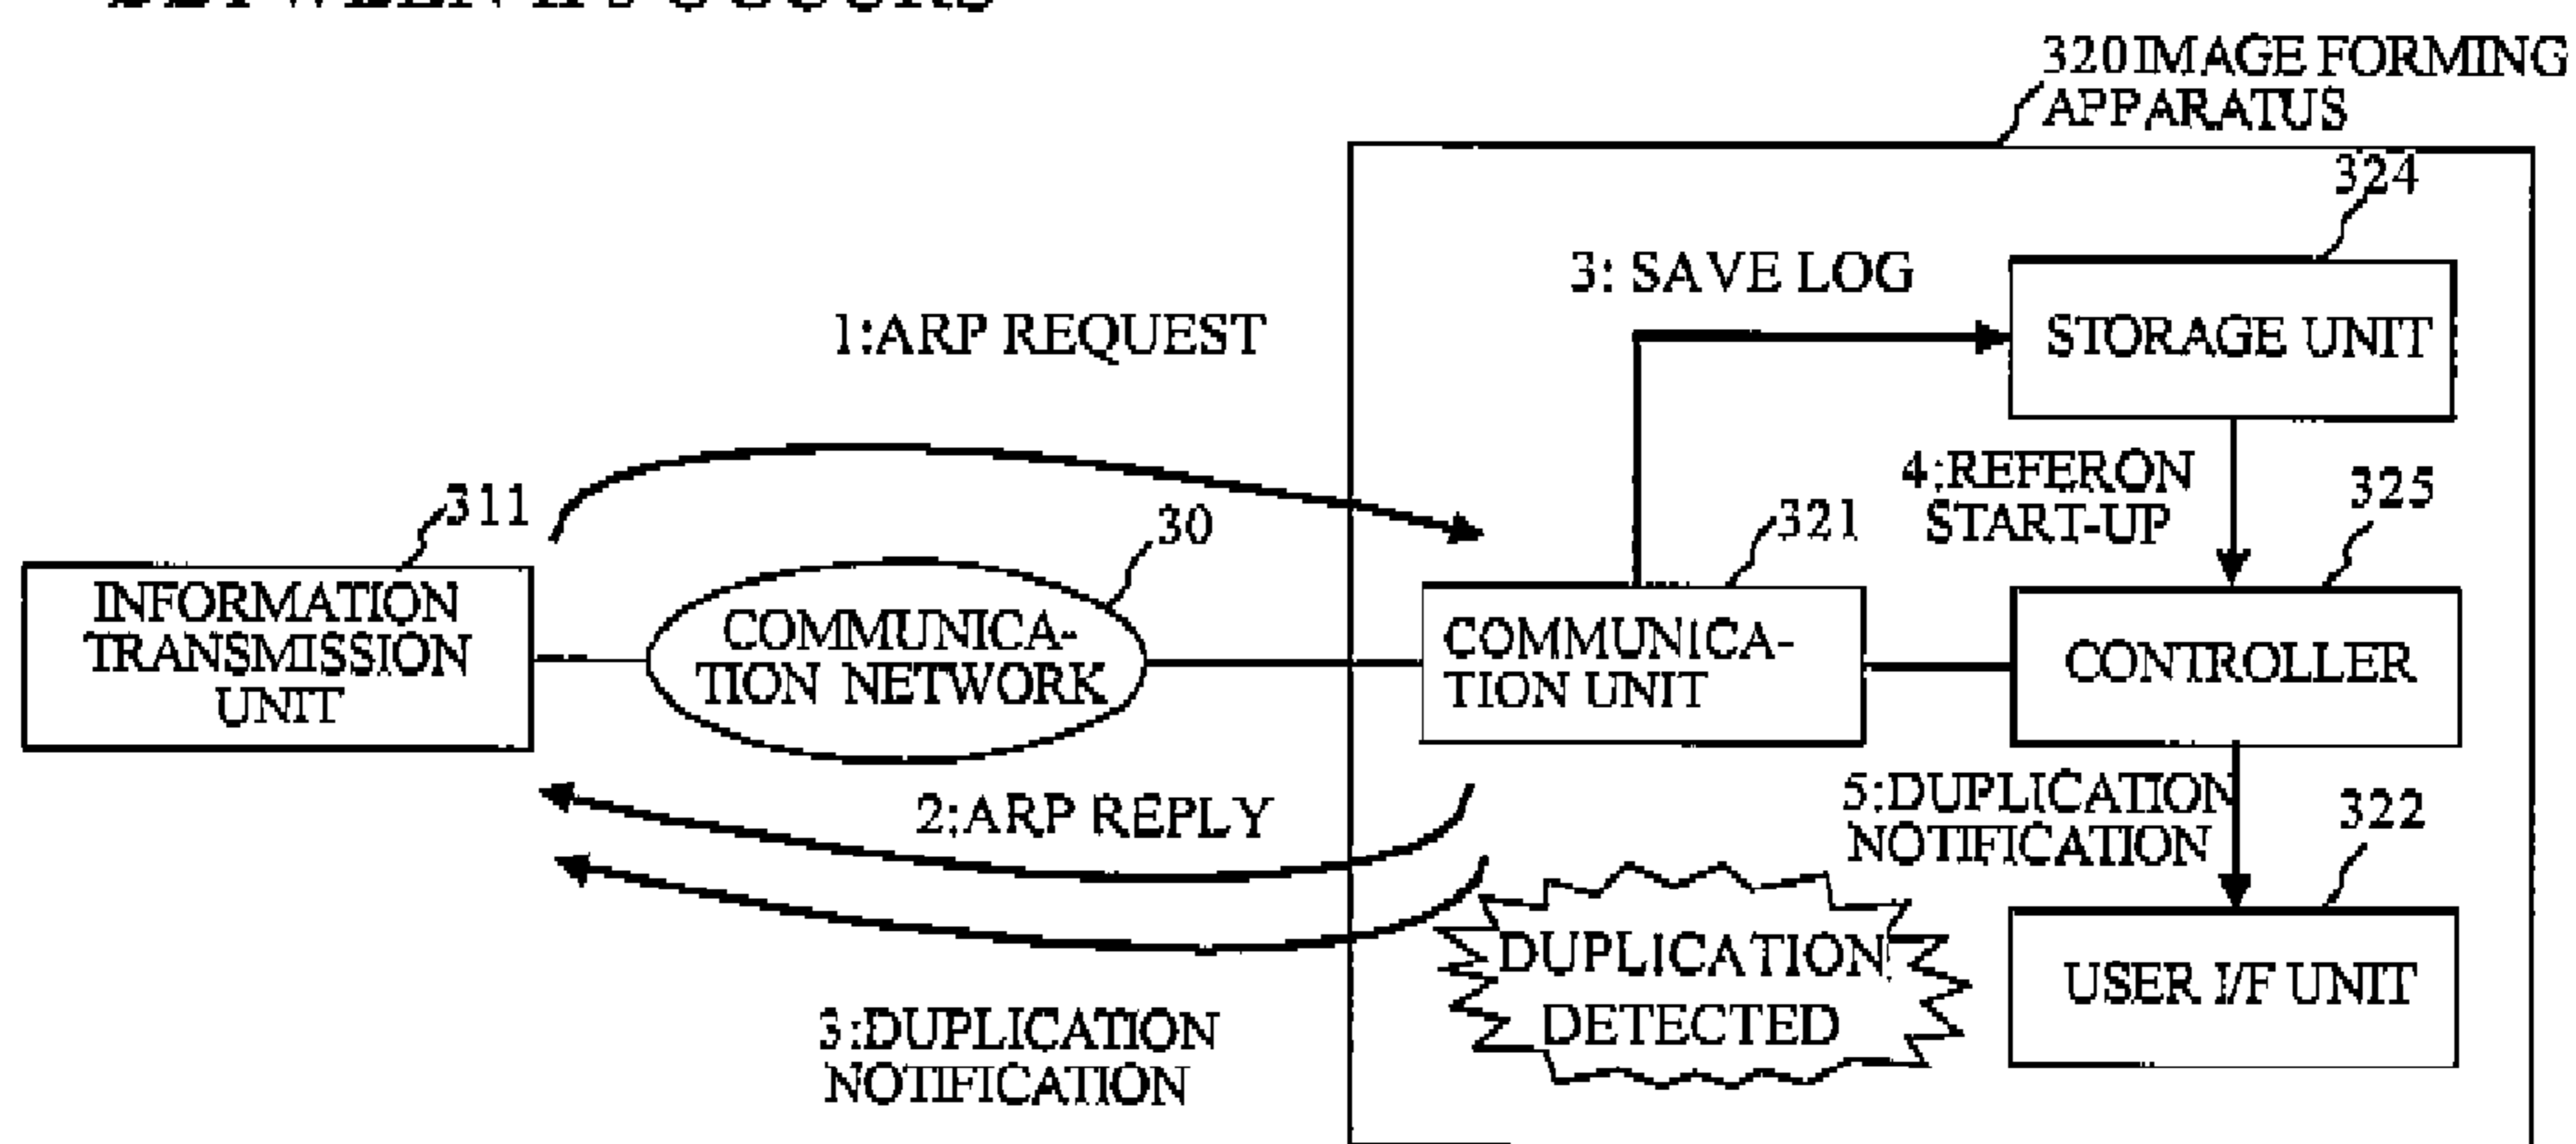 320 IMAGE FORMING
APPARATUS
324
3: SAVE LOG
STORAGE UNIT
1:ARP REQUEST
4:REFERON
START-UP
325
311
30
321
INFORMATION
TRANSMISSION
UNIT
COMMUNICA-
TION NETWORK
COMMUNICA-
TION UNIT
CONTROLLER
2:ARP REPLY
5:DUPLICATION
NOTIFICATION
322
DUPLICATION
DETECTED
USER I/F UNIT
3:DUPLICATION
NOTIFICATION